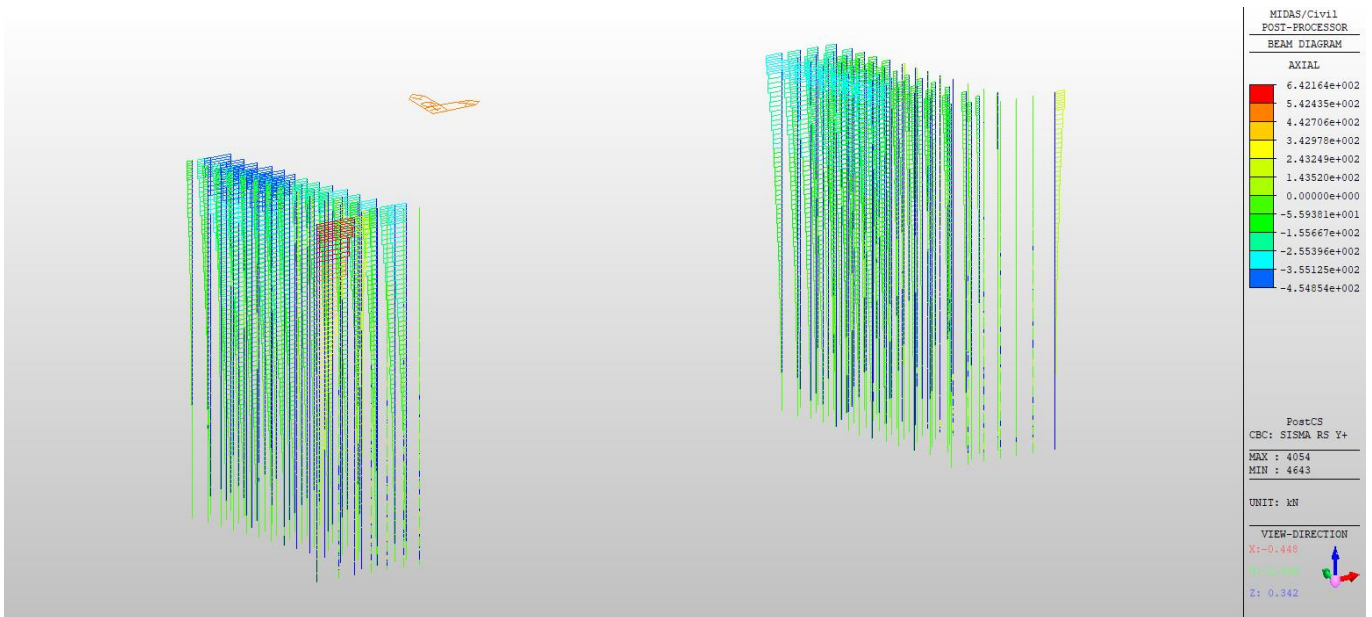 MIDAS/Civil
POST-PROCESSOR
BEAM DIAGRAM
AXIAL
6.42164e+002
5.42435e+002
4.42706e+002
3.42978e+002
2.43249e+002
1.43520e+002
0.00000e+000
-5.59381e+001
-1.55667e+002
-2.55396e+002
-3.55125e+002
-4.54854e+002
PostCS
CBC: SISMA RS Y+
MAX : 4054
MIN : 4643
UNIT: kN
VIEW-DIRECTION
X:-0.448
Z: 0.342